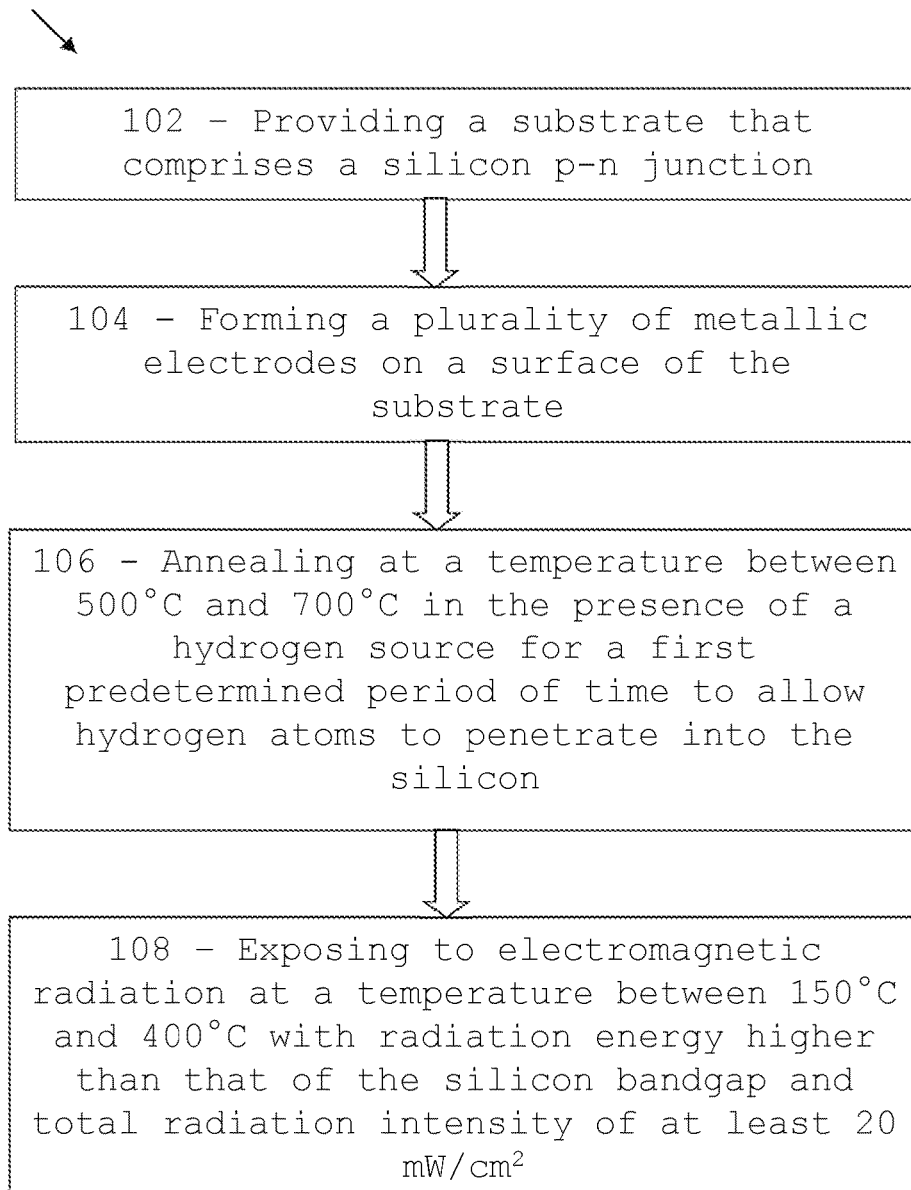 102 – Providing a substrate that
comprises a silicon p-n junction
104 – Forming a plurality of metallic
electrodes on a surface of the
substrate
106 – Annealing at a temperature between
500°C and 700°C in the presence of a
hydrogen source for a first
predetermined period of time to allow
hydrogen atoms to penetrate into the
silicon
108 – Exposing to electromagnetic
radiation at a temperature between 150°C
and 400°C with radiation energy higher
than that of the silicon bandgap and
total radiation intensity of at least 20
mW/cm²